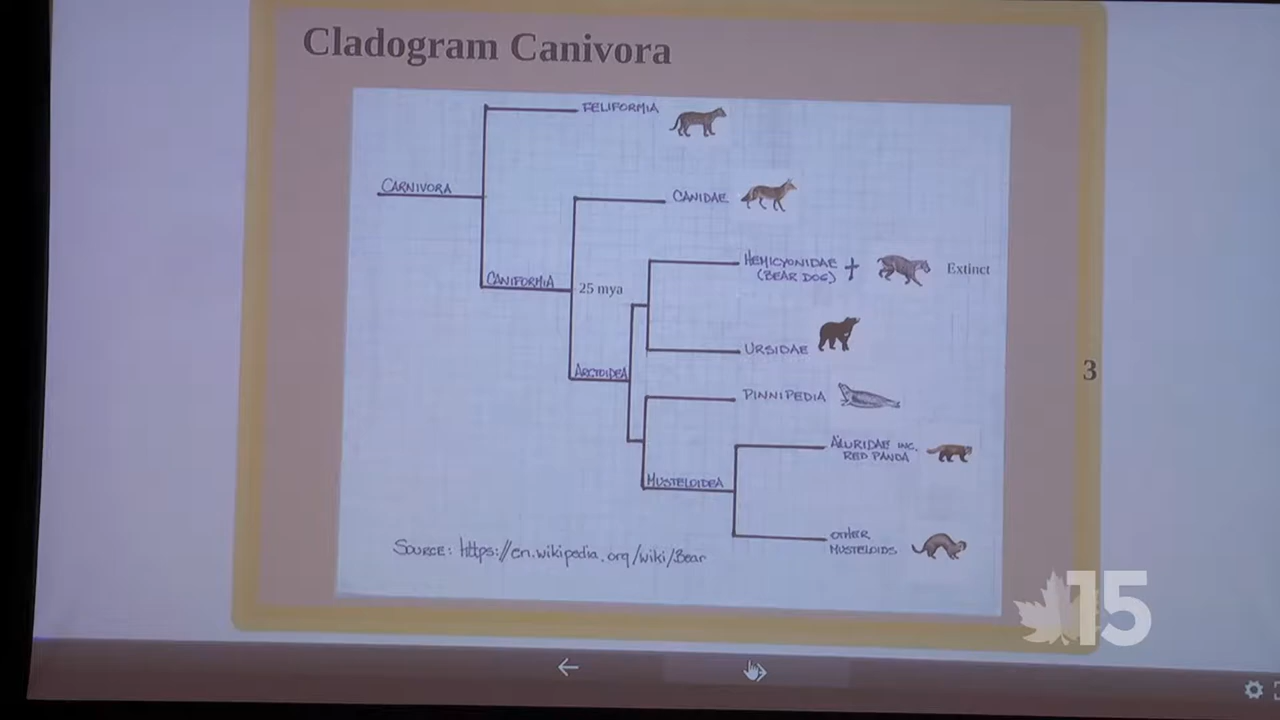 Cladogram Canivora
FELIFORMIA
CARNIVORA
CANIDAE
HEMICYONIDAE
(BEAR DOG)
Extinct
CANIFORMIA
25 mya
URSIDAE
ARCTOIDEA
3
PINNIPEDIA
AILURIDAE INC.
RED PANDA
MUSTELOIDEA
OTHER
MUSTELOIDS
SOURCE: https://en.wikipedia.org/wiki/Bear
15